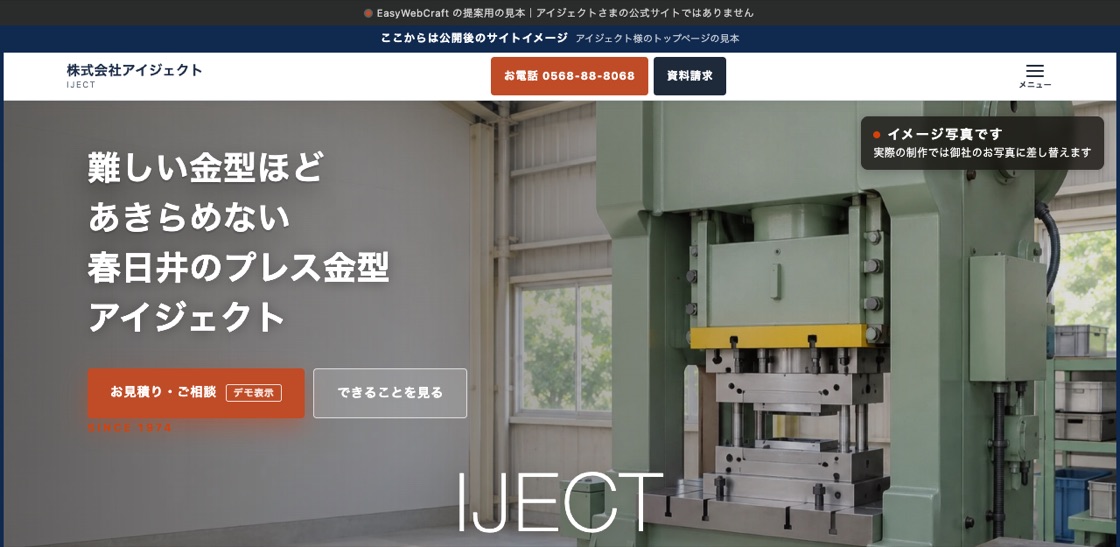 EasyWebCraft の提案用の見本｜アイジェクトさまの公式サイトではありません
ここからは公開後のサイトイメージ アイジェクト様のトップページの見本
株式会社アイジェクト
IJECT
お電話 0568-88-8068
資料請求
メニュー
イメージ写真です
実際の制作では御社のお写真に差し替えます
難しい金型ほど
あきらめない
春日井のプレス金型
アイジェクト
お見積り・ご相談 デモ表示
できることを見る
SINCE 1974
IJECT